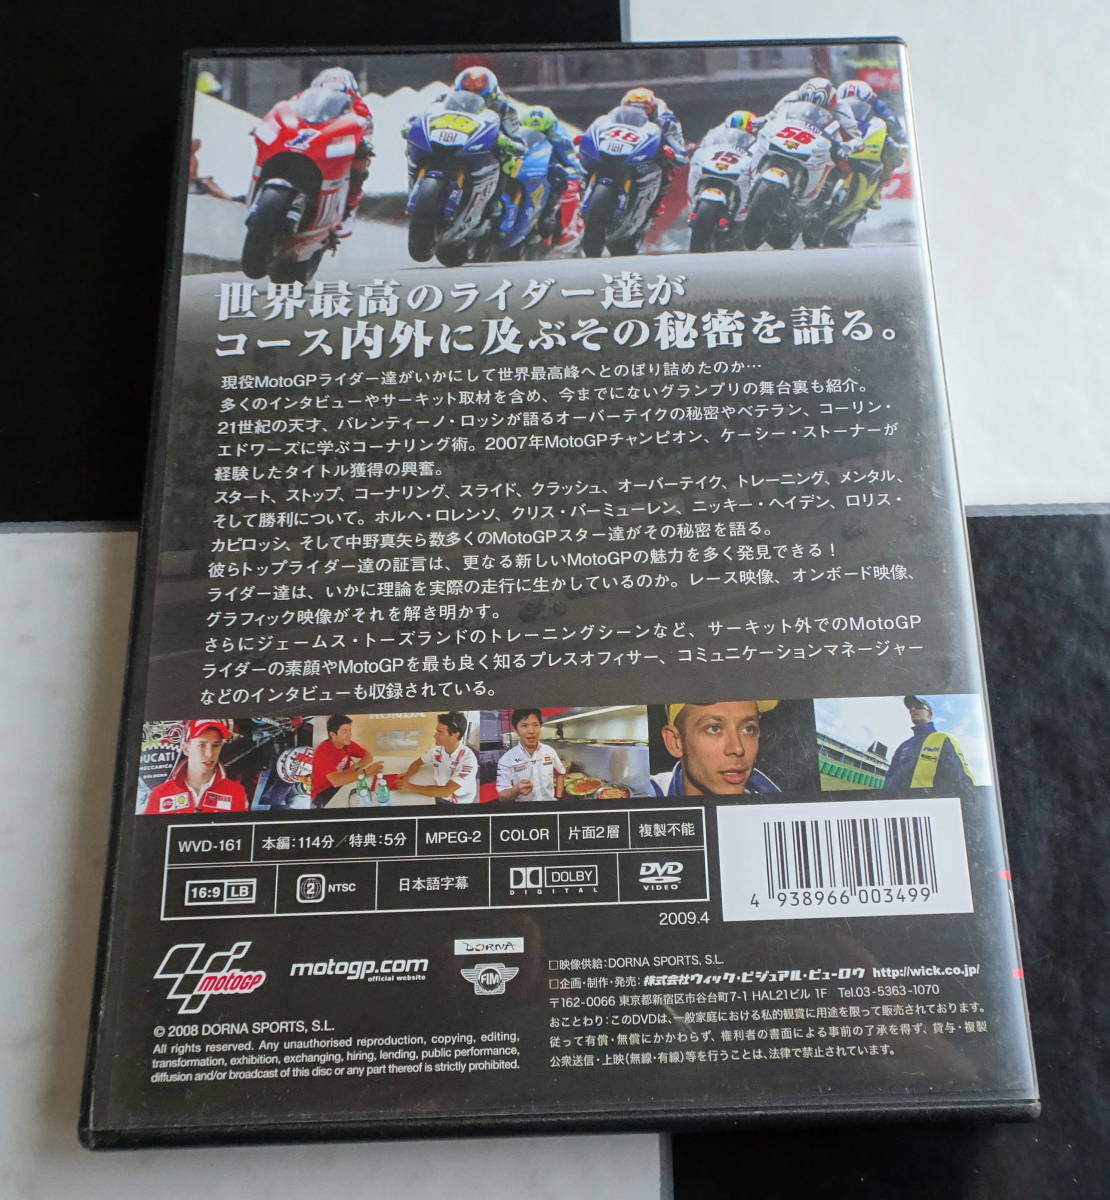 1
46
48
15
56
FIAT
FIAT
世界最高のライダー達が
コース内外に及ぶその秘密を語る。
現役MotoGPライダー達がいかにして世界最高峰へとのぼり詰めたのか…
多くのインタビューやサーキット取材を含め、今までにないグランプリの舞台裏も紹介。
21世紀の天才、バレンティーノ・ロッシが語るオーバーテイクの秘密やベテラン、コーリン・
エドワーズに学ぶコーナリング術。2007年MotoGPチャンピオン、ケーシー・ストーナーが
経験したタイトル獲得の興奮。
スタート、ストップ、コーナリング、スライド、クラッシュ、オーバーテイク、トレーニング、メンタル、
そして勝利について。ホルヘ・ロレンソ、クリス・バーミューレン、ニッキー・ヘイデン、ロリス・
カピロッシ、そして中野真矢ら数多くのMotoGPスター達がその秘密を語る。
彼らトップライダー達の証言は、更なる新しいMotoGPの魅力を多く発見できる！
ライダー達は、いかに理論を実際の走行に生かしているのか。レース映像、オンボード映像、
グラフィック映像がそれを解き明かす。
さらにジェームス・トーズランドのトレーニングシーンなど、サーキット外でのMotoGP
ライダーの素顔やMotoGPを最も良く知るプレスオフィサー、コミュニケーションマネージャー
などのインタビューも収録されている。
DUCATI
MECCANICA
BOLOGNA
HONDA
HRC
WVD-161
本編：114分／特典：5分
MPEG-2
COLOR
片面2層
複製不能
16:9 LB
2 NTSC
日本語字幕
DOLBY
DIGITAL
DVD
VIDEO
4 938966 003499
2009.4
motoGP
motogp.com
official website
DORNA
FIM
□映像供給：DORNA SPORTS, S.L.
□企画・制作・発売：株式会社ウィック・ビジュアル・ビューロウ http://wick.co.jp/
〒162-0066 東京都新宿区市谷台町7-1 HAL21ビル 1F Tel.03-5363-1070
おことわり：このDVDは、一般家庭における私的観賞に用途を限って販売されております。
従って有償・無償にかかわらず、権利者の書面による事前の了承を得ず、貸与・複製
公衆送信・上映（無線・有線）等を行うことは、法律で禁止されています。
© 2008 DORNA SPORTS, S.L.
All rights reserved. Any unauthorised reproduction, copying, editing,
transformation, exhibition, exchanging, hiring, lending, public performance,
diffusion and/or broadcast of this disc or any part thereof is strictly prohibited.